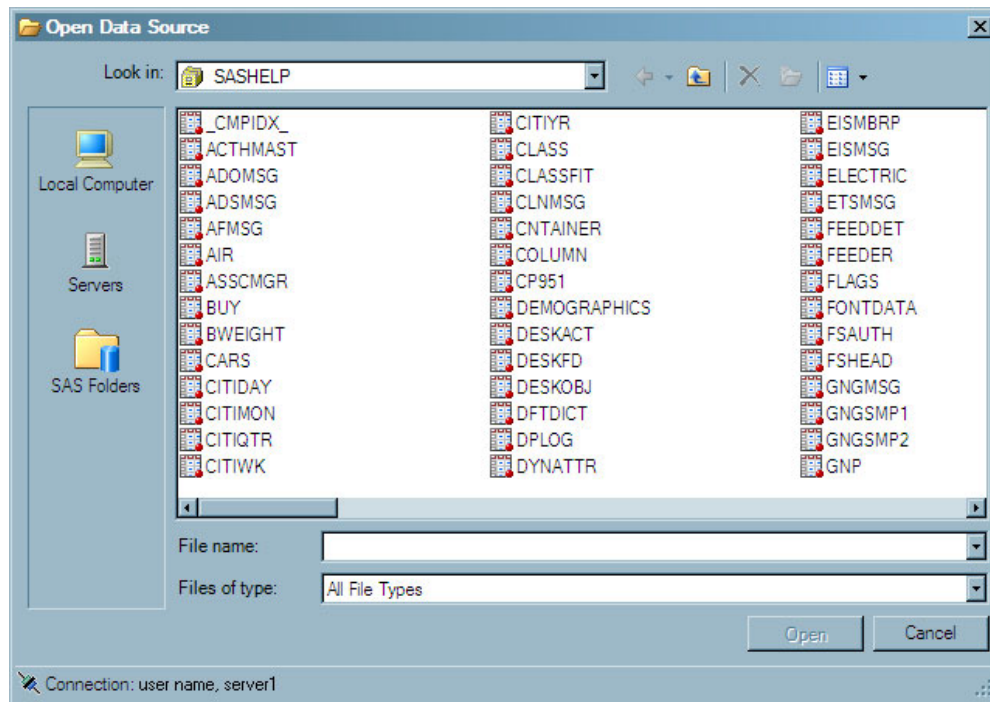 Open Data Source
Look in:
SASHELP
Local Computer
Servers
SAS Folders
_CMPIDX_
ACTHMAST
ADOMSG
ADSMSG
AFMSG
AIR
ASSCMGR
BUY
BWEIGHT
CARS
CITIDAY
CITIMON
CITIQTR
CITIWK
CITIYR
CLASS
CLASSFIT
CLNMSG
CNTAINER
COLUMN
CP951
DEMOGRAPHICS
DESKACT
DESKFD
DESKOBJ
DFTDICT
DPLOG
DYNATTR
EISMBRP
EISMSG
ELECTRIC
ETSMSG
FEEDDET
FEEDER
FLAGS
FONTDATA
FSAUTH
FSHEAD
GNGMSG
GNGSMP1
GNGSMP2
GNP
File name:
Files of type:
All File Types
Open
Cancel
Connection: user name, server1